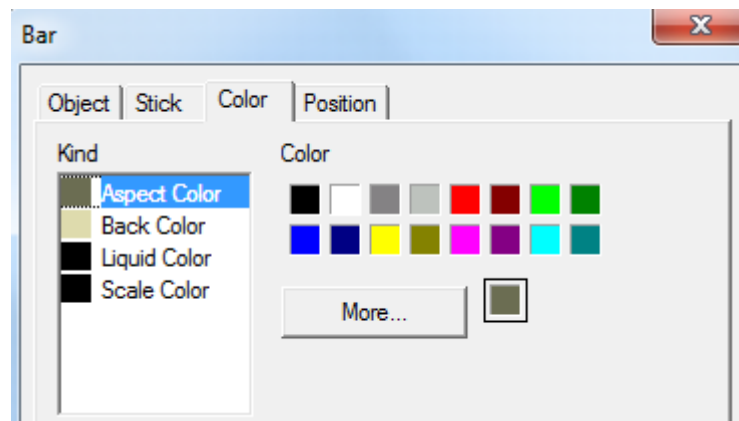 Bar
Object Stick Color Position
Kind Color
Aspect Color
Back Color
Liquid Color
Scale Color
More...